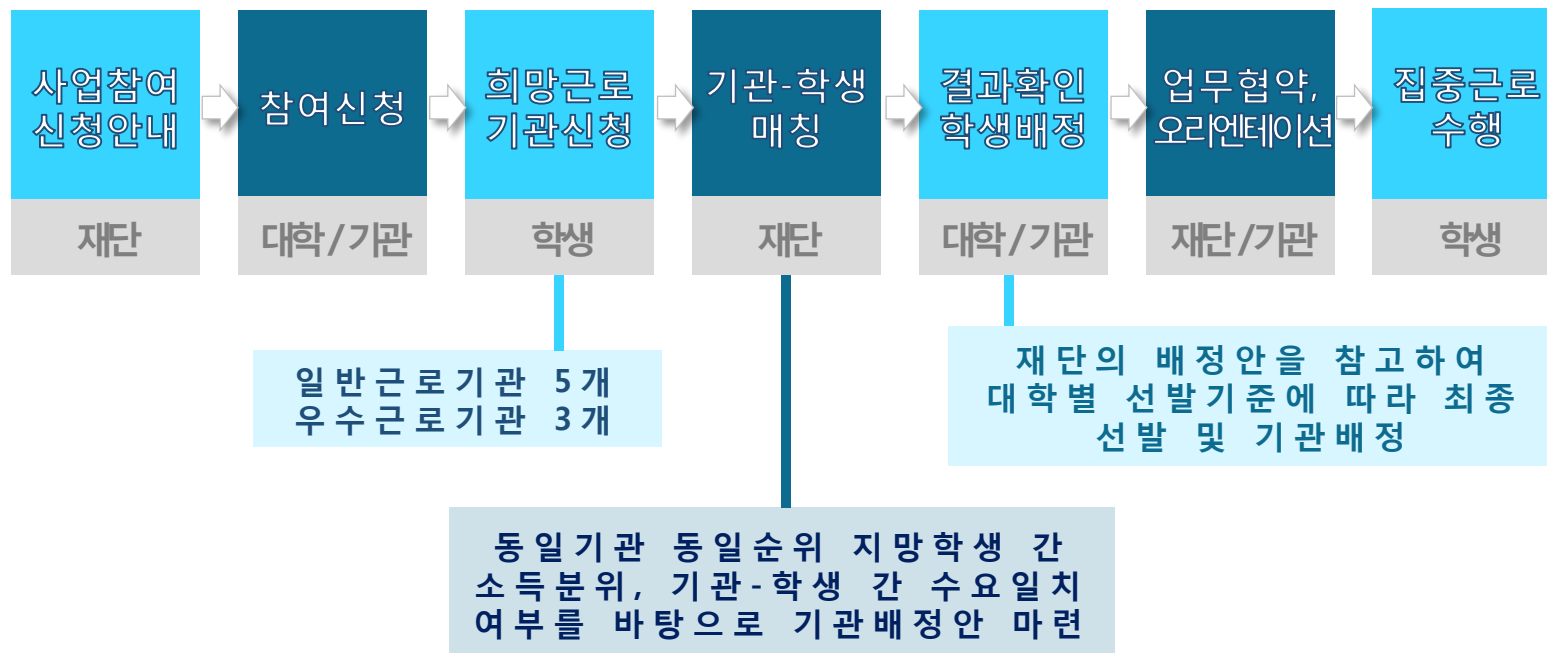 사업참여
신청안내
참여신청
희망근로
기관신청
기관-학생
매칭
결과확인
학생배정
업무협약,
오리엔테이션
집중근로
수행
재단
대학/기관
학생
재단
대학/기관
재단/기관
학생
일반근로기관 5개
우수근로기관 3개
재단의 배정안을 참고하여
대학별 선발기준에 따라 최종
선발 및 기관배정
동일기관 동일순위 지망학생 간
소득분위, 기관-학생 간 수요일치
여부를 바탕으로 기관배정안 마련